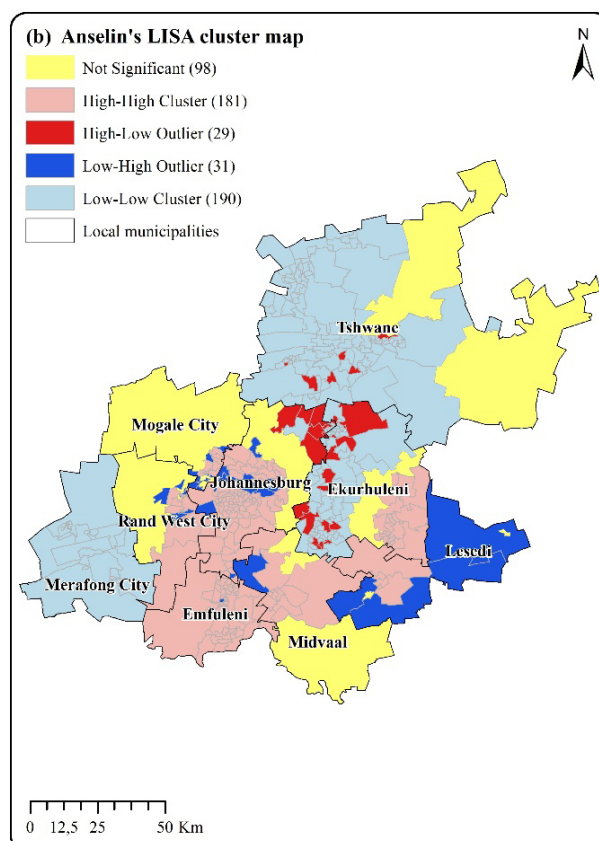 (b) Anselin's LISA cluster map
N
Not Significant (98)
High-High Cluster (181)
High-Low Outlier (29)
Low-High Outlier (31)
Low-Low Cluster (190)
Local municipalities
Tshwane
Mogale City
Johannesburg
Ekurhuleni
Rand West City
Lesedi
Merafong City
Emfuleni
Midvaal
0 12,5 25 50 Km